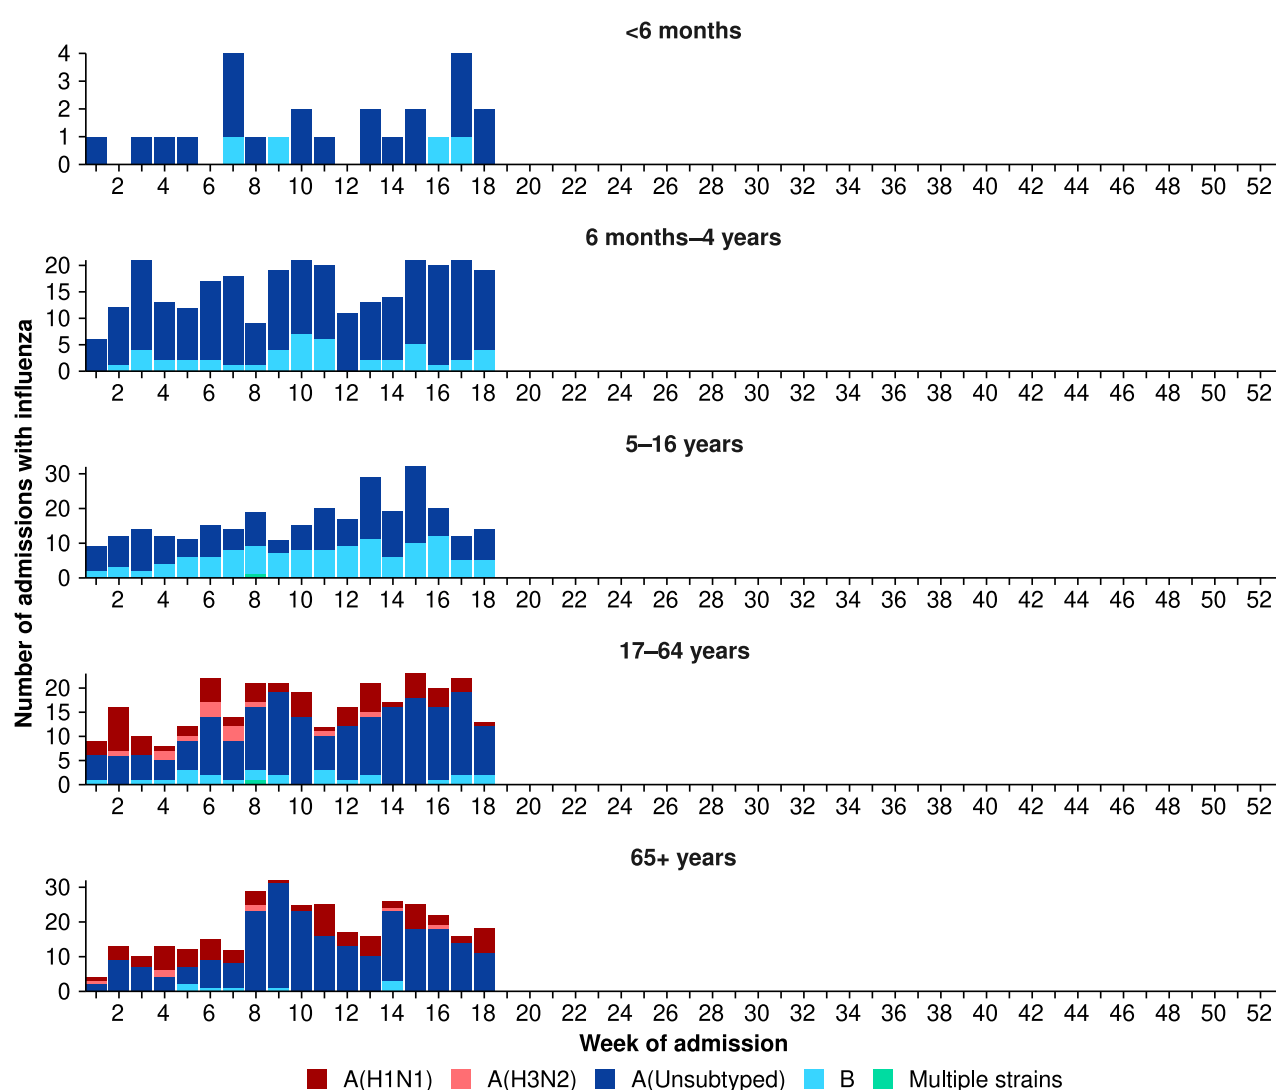 <6 months
4
3
2
1
0
2 4 6 8 10 12 14 16 18 20 22 24 26 28 30 32 34 36 38 40 42 44 46 48 50 52
6 months–4 years
20
15
10
5
0
2 4 6 8 10 12 14 16 18 20 22 24 26 28 30 32 34 36 38 40 42 44 46 48 50 52
Number of admissions with influenza
5–16 years
30
20
10
0
2 4 6 8 10 12 14 16 18 20 22 24 26 28 30 32 34 36 38 40 42 44 46 48 50 52
17–64 years
20
15
10
5
0
2 4 6 8 10 12 14 16 18 20 22 24 26 28 30 32 34 36 38 40 42 44 46 48 50 52
65+ years
30
20
10
0
2 4 6 8 10 12 14 16 18 20 22 24 26 28 30 32 34 36 38 40 42 44 46 48 50 52
Week of admission
A(H1N1) A(H3N2) A(Unsubtyped) B Multiple strains